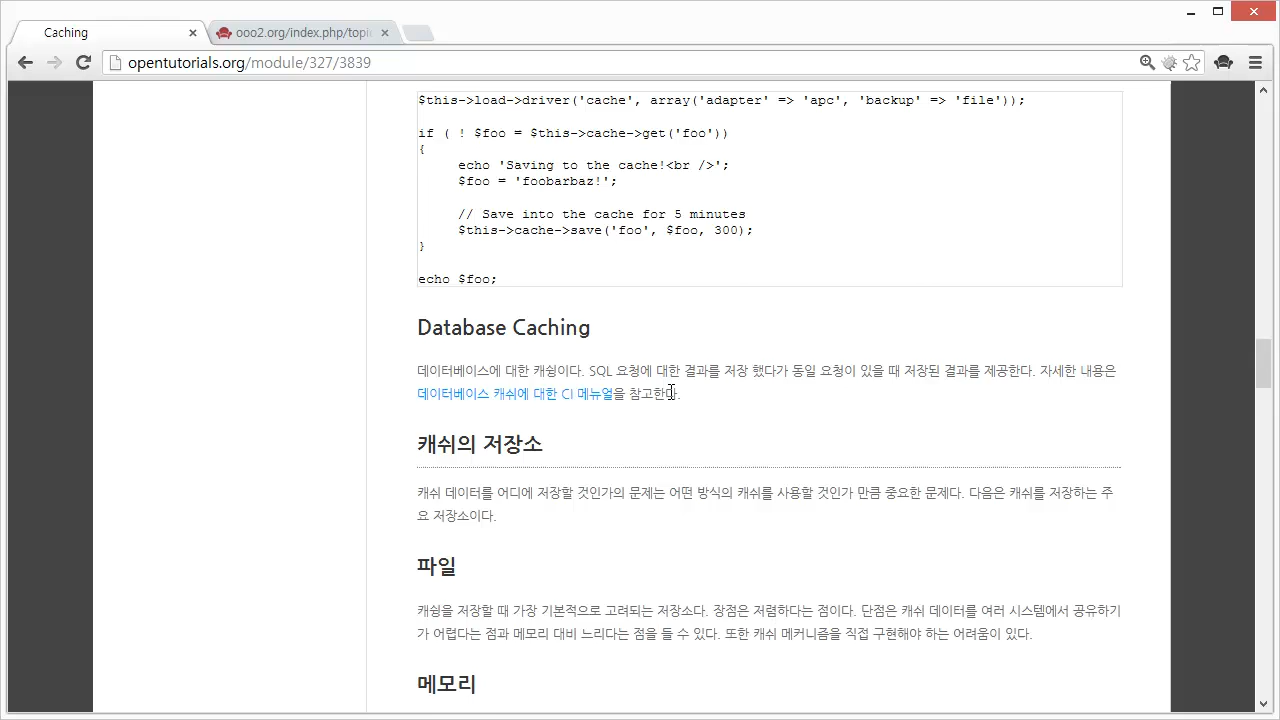 Caching
ooo2.org/index.php/topi
opentutorials.org/module/327/3839
$this->load->driver('cache', array('adapter' => 'apc', 'backup' => 'file'));
if ( ! $foo = $this->cache->get('foo'))
{
echo 'Saving to the cache!<br />';
$foo = 'foobarbaz!';
// Save into the cache for 5 minutes
$this->cache->save('foo', $foo, 300);
}
echo $foo;
Database Caching
데이터베이스에 대한 캐슁이다. SQL 요청에 대한 결과를 저장 했다가 동일 요청이 있을 때 저장된 결과를 제공한다. 자세한 내용은
데이터베이스 캐쉬에 대한 CI 메뉴얼을 참고한다.
캐쉬의 저장소
캐쉬 데이터를 어디에 저장할 것인가의 문제는 어떤 방식의 캐쉬를 사용할 것인가 만큼 중요한 문제다. 다음은 캐쉬를 저장하는 주
요 저장소이다.
파일
캐슁을 저장할 때 가장 기본적으로 고려되는 저장소다. 장점은 저렴하다는 점이다. 단점은 캐쉬 데이터를 여러 시스템에서 공유하기
가 어렵다는 점과 메모리 대비 느리다는 점을 들 수 있다. 또한 캐쉬 메커니즘을 직접 구현해야 하는 어려움이 있다.
메모리